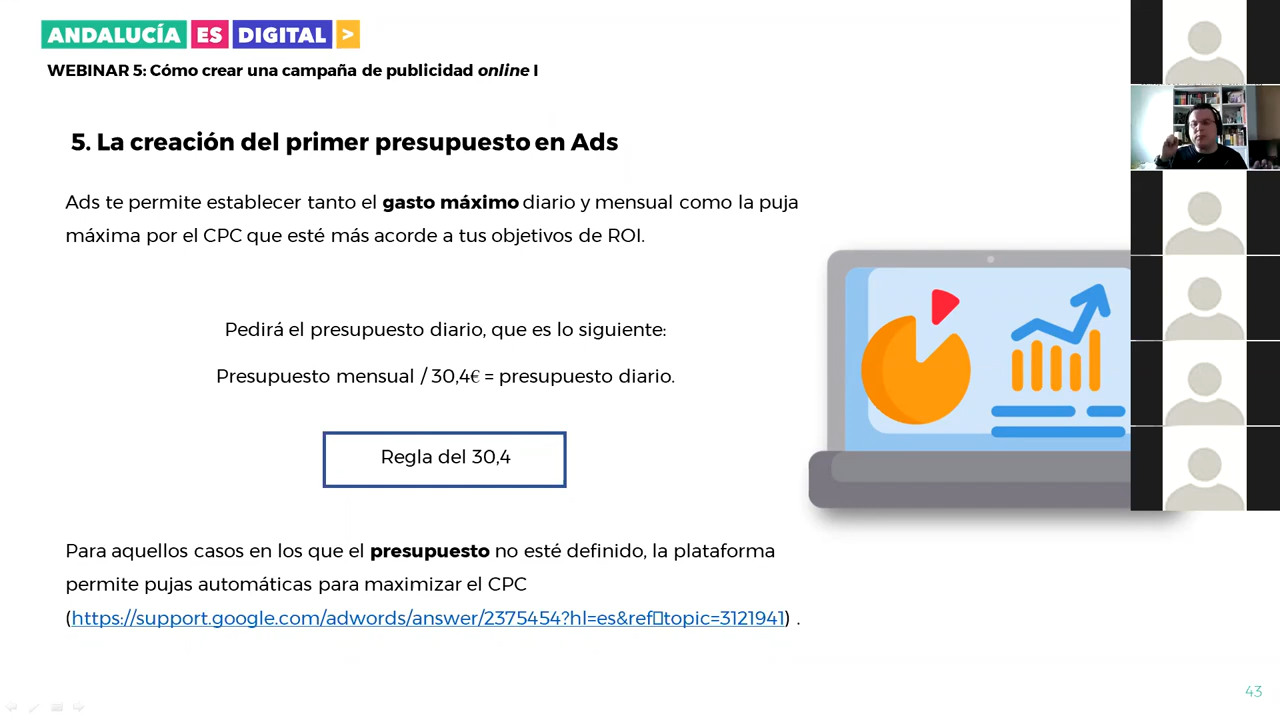 ANDALUCÍA ES DIGITAL >
WEBINAR 5: Cómo crear una campaña de publicidad online I
5. La creación del primer presupuesto en Ads
Ads te permite establecer tanto el gasto máximo diario y mensual como la puja
máxima por el CPC que esté más acorde a tus objetivos de ROI.
Pedirá el presupuesto diario, que es lo siguiente:
Presupuesto mensual / 30,4€ = presupuesto diario.
Regla del 30,4
Para aquellos casos en los que el presupuesto no esté definido, la plataforma
permite pujas automáticas para maximizar el CPC
(https://support.google.com/adwords/answer/2375454?hl=es&ref□topic=3121941) .
43